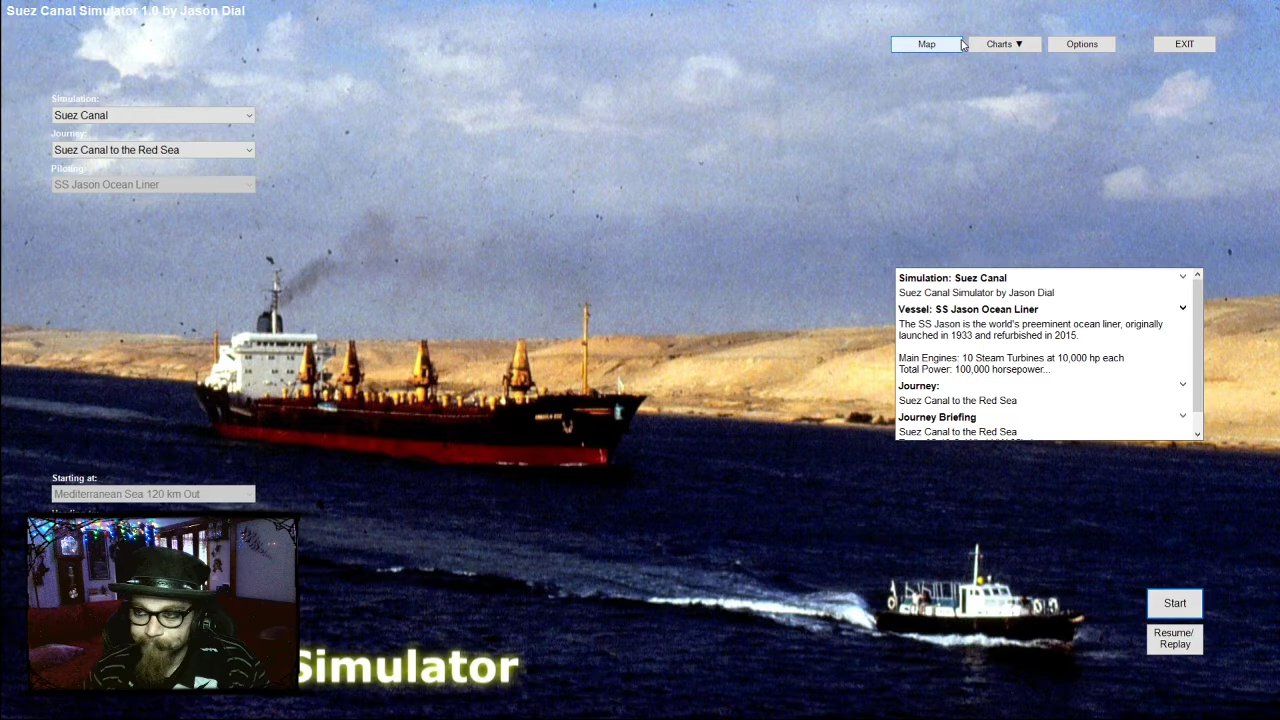 Suez Canal Simulator 1.0 by Jason Dial
Map
Charts ▼
Options
EXIT
Simulation:
Suez Canal
Journey:
Suez Canal to the Red Sea
Piloting:
SS Jason Ocean Liner
Simulation: Suez Canal
Suez Canal Simulator by Jason Dial
Vessel: SS Jason Ocean Liner
The SS Jason is the world's preeminent ocean liner, originally
launched in 1933 and refurbished in 2015.
Main Engines: 10 Steam Turbines at 10,000 hp each
Total Power: 100,000 horsepower...
Journey:
Suez Canal to the Red Sea
Journey Briefing
Suez Canal to the Red Sea
Starting at:
Mediterranean Sea 120 km Out
Simulator
Start
Resume/
Replay